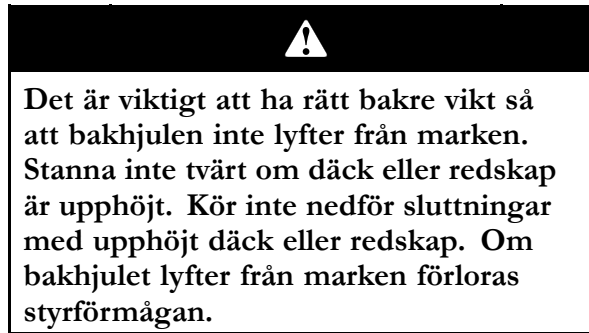 Det är viktigt att ha rätt bakre vikt så
att bakhjulen inte lyfter från marken.
Stanna inte tvärt om däck eller redskap
är upphöjt. Kör inte nedför sluttningar
med upphöjt däck eller redskap. Om
bakhjulet lyfter från marken förloras
styrförmågan.